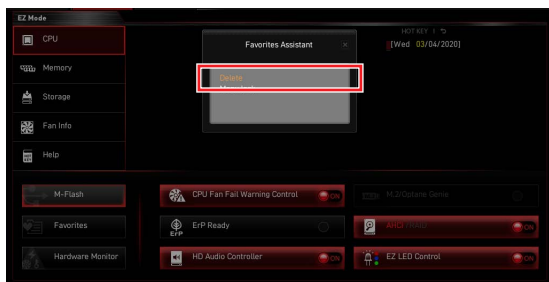 EZ Mode
HOT KEY |
CPU
Favorites Assistant
[Wed 03/04/2020]
Memory
Delete
Storage
Fan Info
Help
M-Flash
CPU Fan Fail Warning Control
ON
M.2/Optane Genie
Favorites
ErP
ErP Ready
AHCI /RAID
ON
Hardware Monitor
HD Audio Controller
ON
EZ LED Control
ON